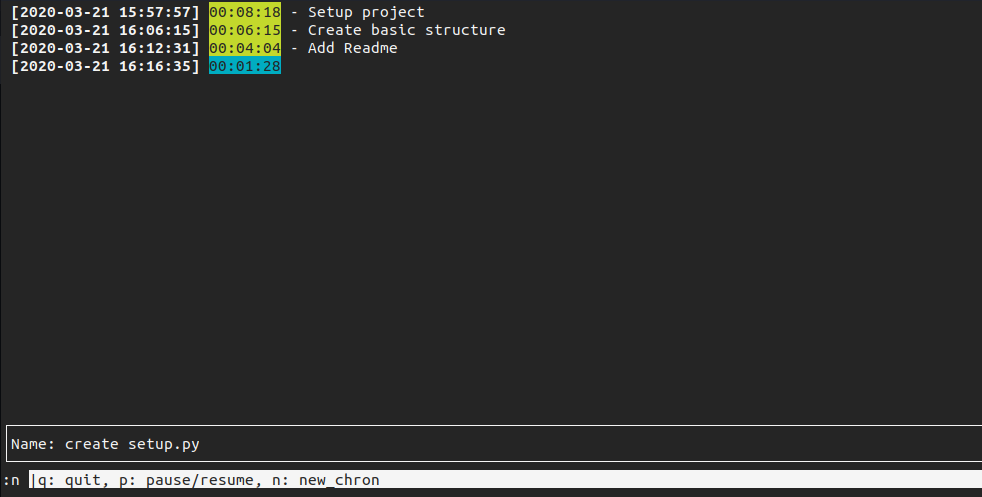 [2020-03-21 15:57:57] 00:08:18 - Setup project
[2020-03-21 16:06:15] 00:06:15 - Create basic structure
[2020-03-21 16:12:31] 00:04:04 - Add Readme
[2020-03-21 16:16:35] 00:01:28
Name: create setup.py
:n |q: quit, p: pause/resume, n: new_chron